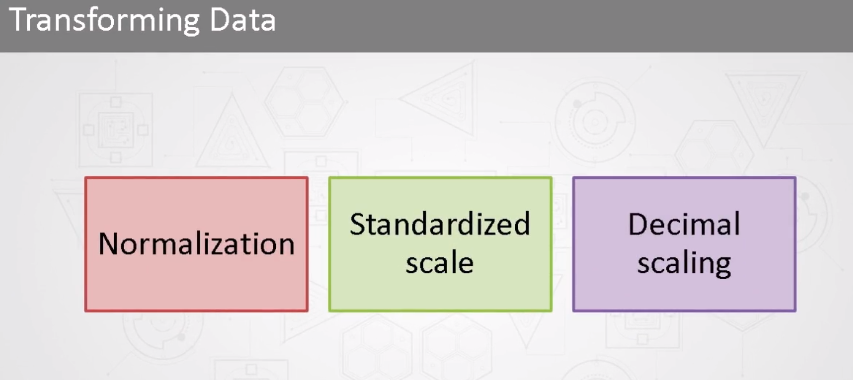 Transforming Data
Normalization
Standardized
scale
Decimal
scaling